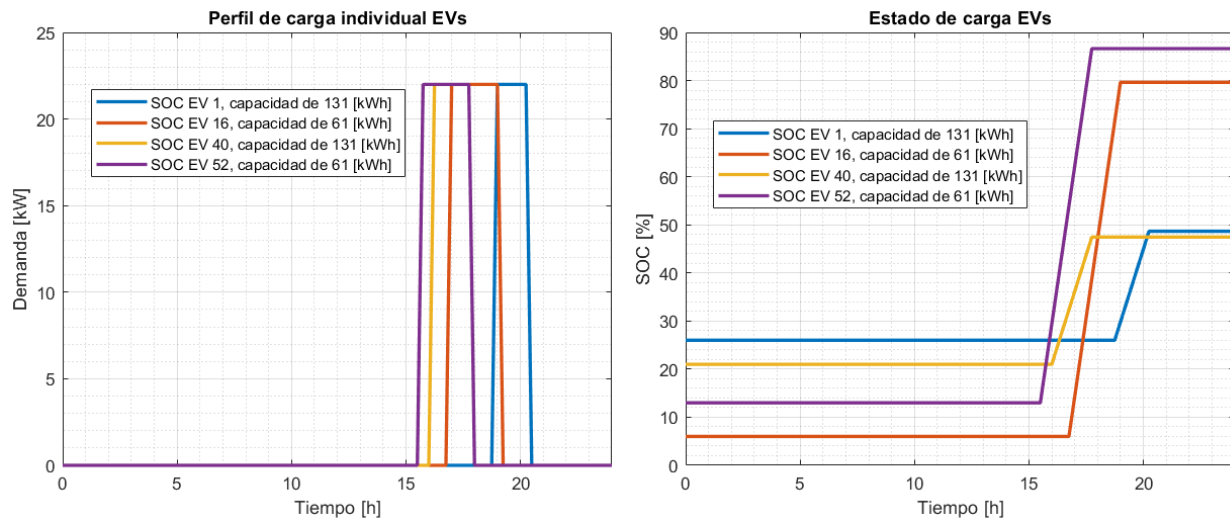 Perfil de carga individual EVs
25
20
15
10
5
0
Demanda [kW]
SOC EV 1, capacidad de 131 [kWh]
SOC EV 16, capacidad de 61 [kWh]
SOC EV 40, capacidad de 131 [kWh]
SOC EV 52, capacidad de 61 [kWh]
0 5 10 15 20
Tiempo [h]
Estado de carga EVs
90
80
70
60
50
40
30
20
10
0
SOC [%]
SOC EV 1, capacidad de 131 [kWh]
SOC EV 16, capacidad de 61 [kWh]
SOC EV 40, capacidad de 131 [kWh]
SOC EV 52, capacidad de 61 [kWh]
0 5 10 15 20
Tiempo [h]